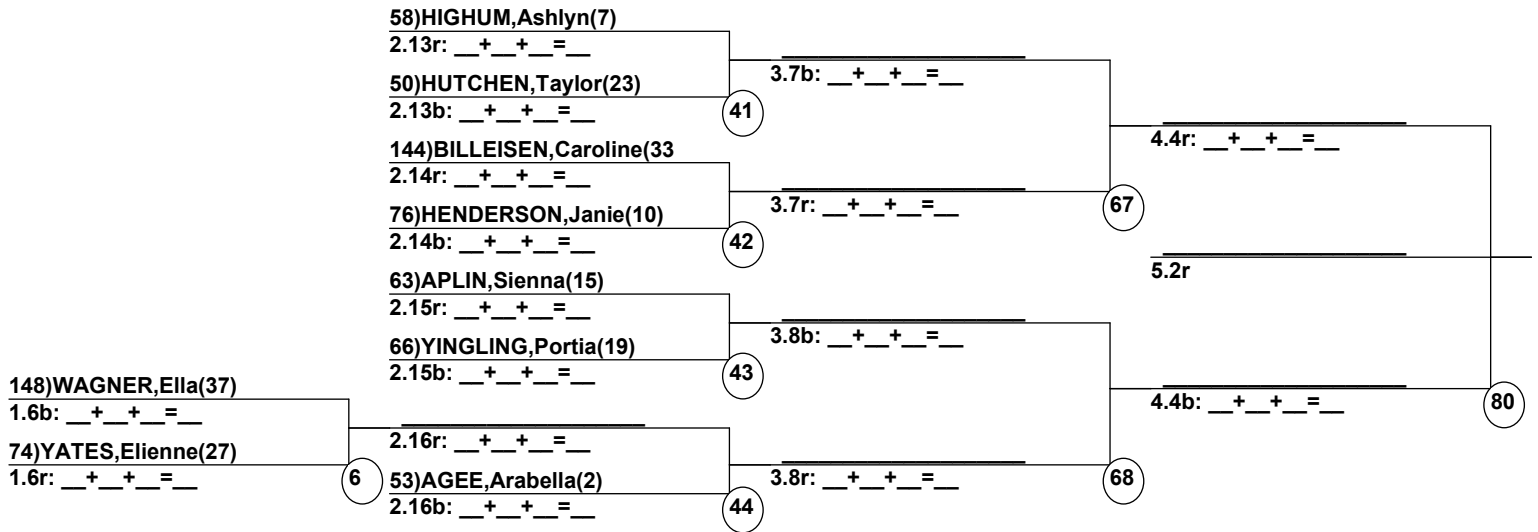 58)HIGHUM,Ashlyn(7)
2.13r: __+__+__=__
50)HUTCHEN,Taylor(23)
2.13b: __+__+__=__
41
144)BILLEISEN,Caroline(33
2.14r: __+__+__=__
76)HENDERSON,Janie(10)
2.14b: __+__+__=__
42
63)APLIN,Sienna(15)
2.15r: __+__+__=__
66)YINGLING,Portia(19)
2.15b: __+__+__=__
43
148)WAGNER,Ella(37)
1.6b: __+__+__=__
74)YATES,Elienne(27)
1.6r: __+__+__=__
6
2.16r: __+__+__=__
53)AGEE,Arabella(2)
2.16b: __+__+__=__
44
3.7b: __+__+__=__
3.7r: __+__+__=__
67
3.8b: __+__+__=__
3.8r: __+__+__=__
68
4.4r: __+__+__=__
4.4b: __+__+__=__
80
5.2r